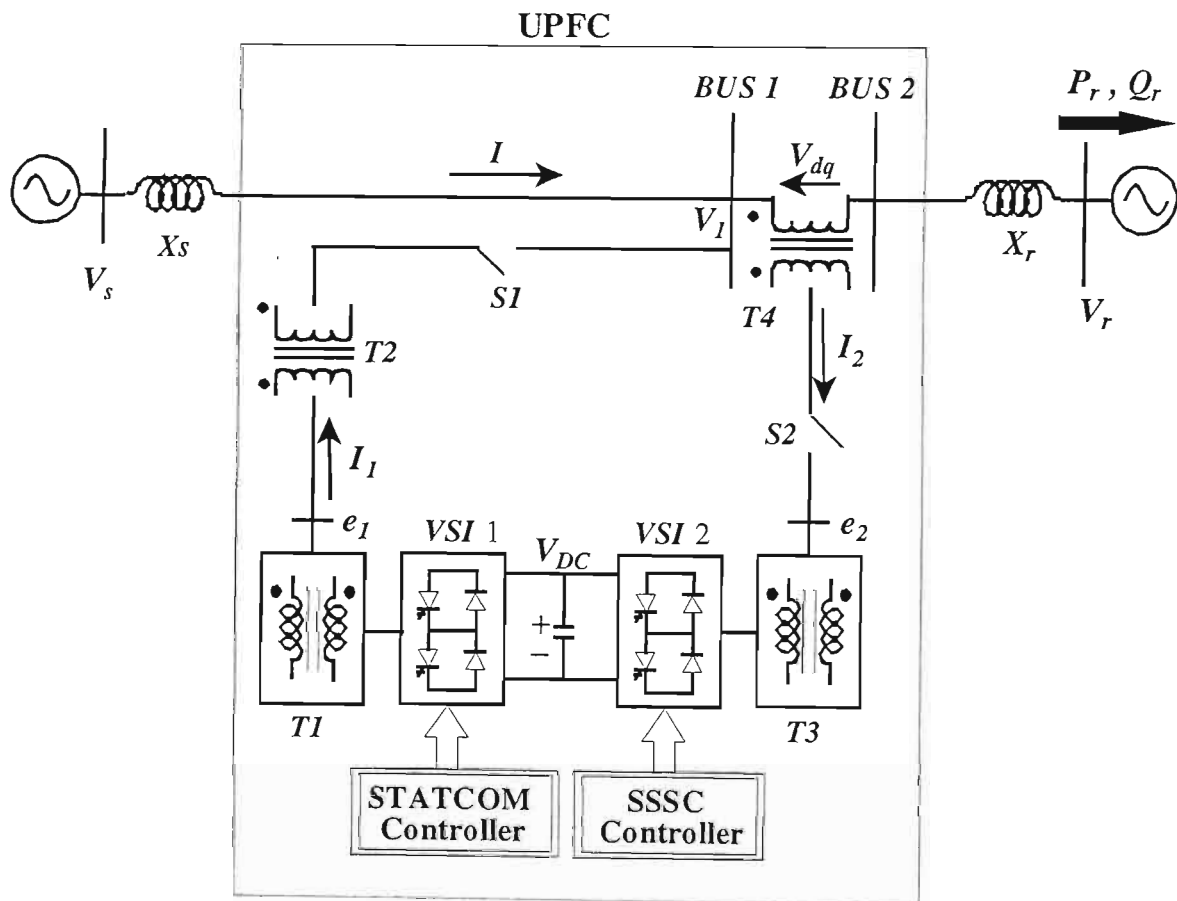 UPFC
BUS 1
BUS 2
P_r , Q_r
I
V_dq
Xs
V_1
X_r
V_s
S1
T4
V_r
T2
I_2
S2
I_1
e_1
VSI 1
V_DC
VSI 2
e_2
+
−
T1
T3
STATCOM
Controller
SSSC
Controller